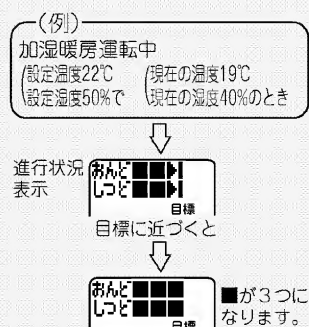 (例)
加湿暖房運転中
(設定温度22℃ (現在の温度19℃
設定湿度50%で 現在の湿度40%のとき
進行状況
表示
おんど■■▶
しつど■■▶
目標
目標に近づくと
おんど■■■
しつど■■■
目標
■が3つに
なります。